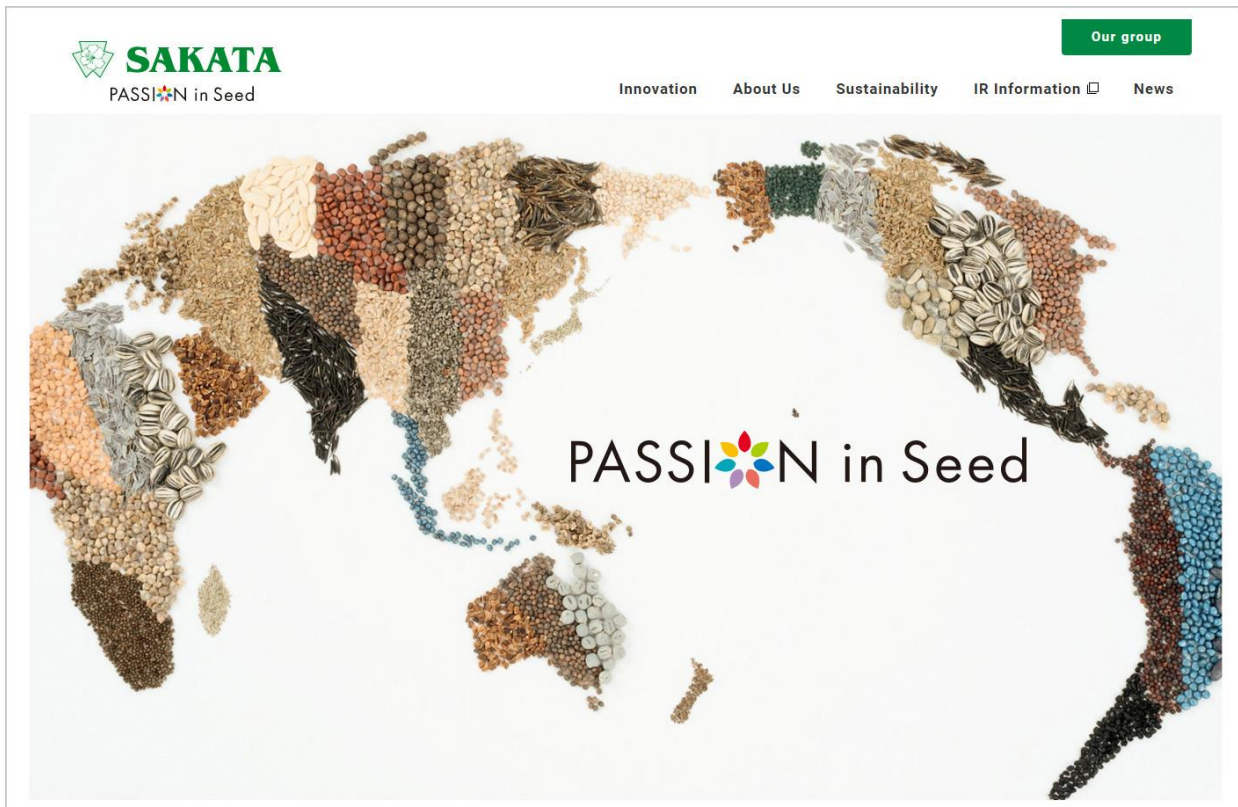 Our group
SAKATA
PASSION in Seed
Innovation About Us Sustainability IR Information News
PASSION in Seed